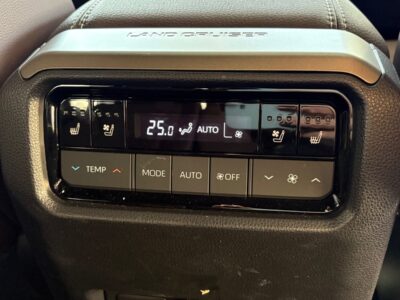 LAND CRUISER
25.0 AUTO
TEMP MODE AUTO OFF